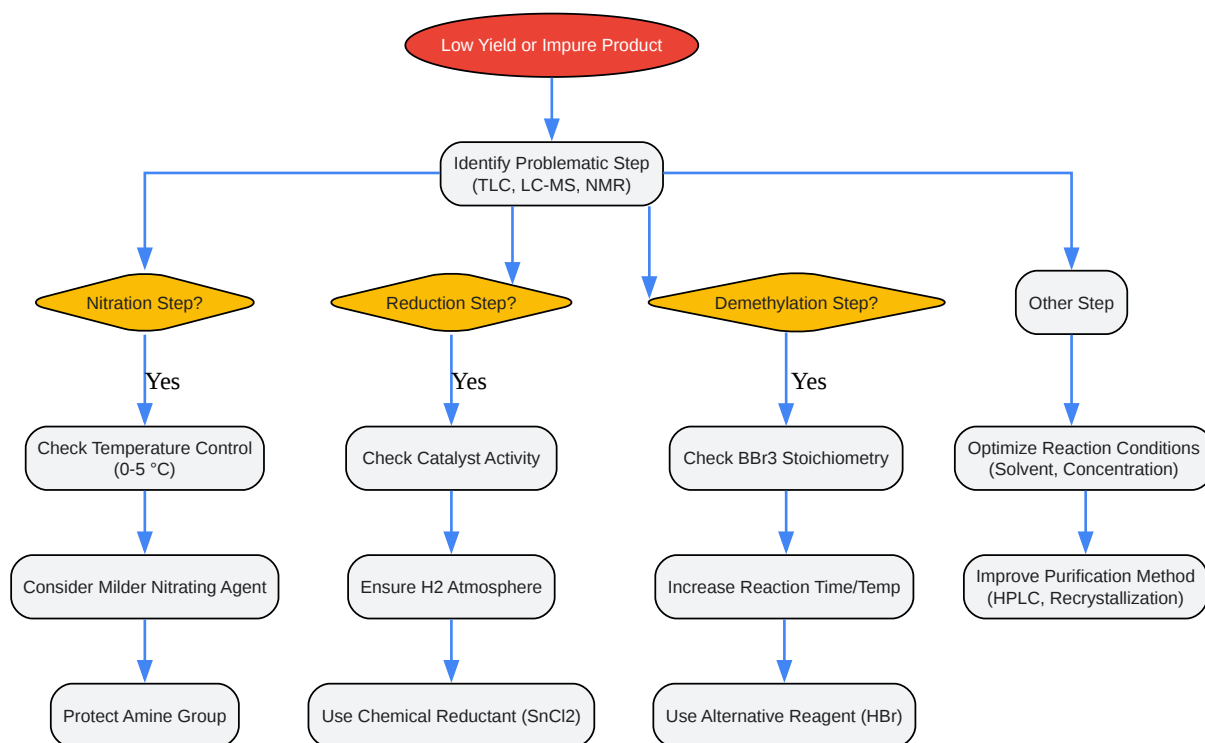 Low Yield or Impure Product
Identify Problematic Step
(TLC, LC-MS, NMR)
Nitration Step?
Reduction Step?
Demethylation Step?
Other Step
Yes
Yes
Yes
Check Temperature Control
(0-5 °C)
Check Catalyst Activity
Check BBr3 Stoichiometry
Optimize Reaction Conditions
(Solvent, Concentration)
Consider Milder Nitrating Agent
Ensure H2 Atmosphere
Increase Reaction Time/Temp
Improve Purification Method
(HPLC, Recrystallization)
Protect Amine Group
Use Chemical Reductant (SnCl2)
Use Alternative Reagent (HBr)